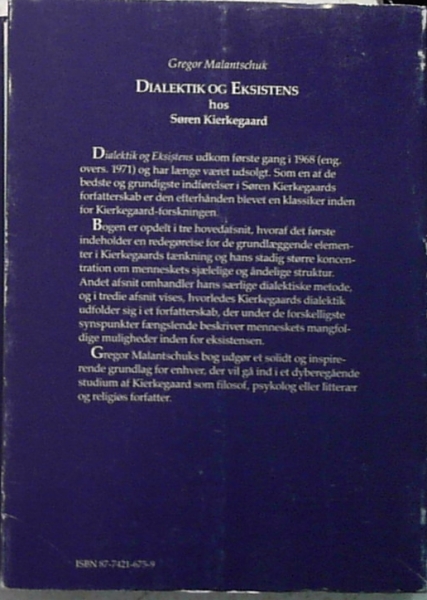 Gregor Malantschuk
DIALEKTIK OG EKSISTENS
hos
Søren Kierkegaard
Dialektik og Eksistens udkom første gang i 1968 (eng.
overs. 1971) og har længe været udsolgt. Som en af de
bedste og grundigste indførelser i Søren Kierkegaards
forfatterskab er den efterhånden blevet en klassiker inden
for Kierkegaard-forskningen.
Bogen er opdelt i tre hovedafsnit, hvoraf det første
indeholder en redegørelse for de grundlæggende elemen-
ter i Kierkegaards tænkning og hans stadig større koncen-
tration om menneskets sjælelige og åndelige struktur.
Andet afsnit omhandler hans særlige dialektiske metode,
og i tredie afsnit vises, hvorledes Kierkegaards dialektik
udfolder sig i et forfatterskab, der under de forskelligste
synspunkter fængslende beskriver menneskets mangfol-
dige muligheder inden for eksistensen.
Gregor Malantschuks bog udgør et solidt og inspire-
rende grundlag for enhver, der vil gå ind i et dyberegående
studium af Kierkegaard som filosof, psykolog eller litterær
og religiøs forfatter.
ISBN 87-7421-675-9